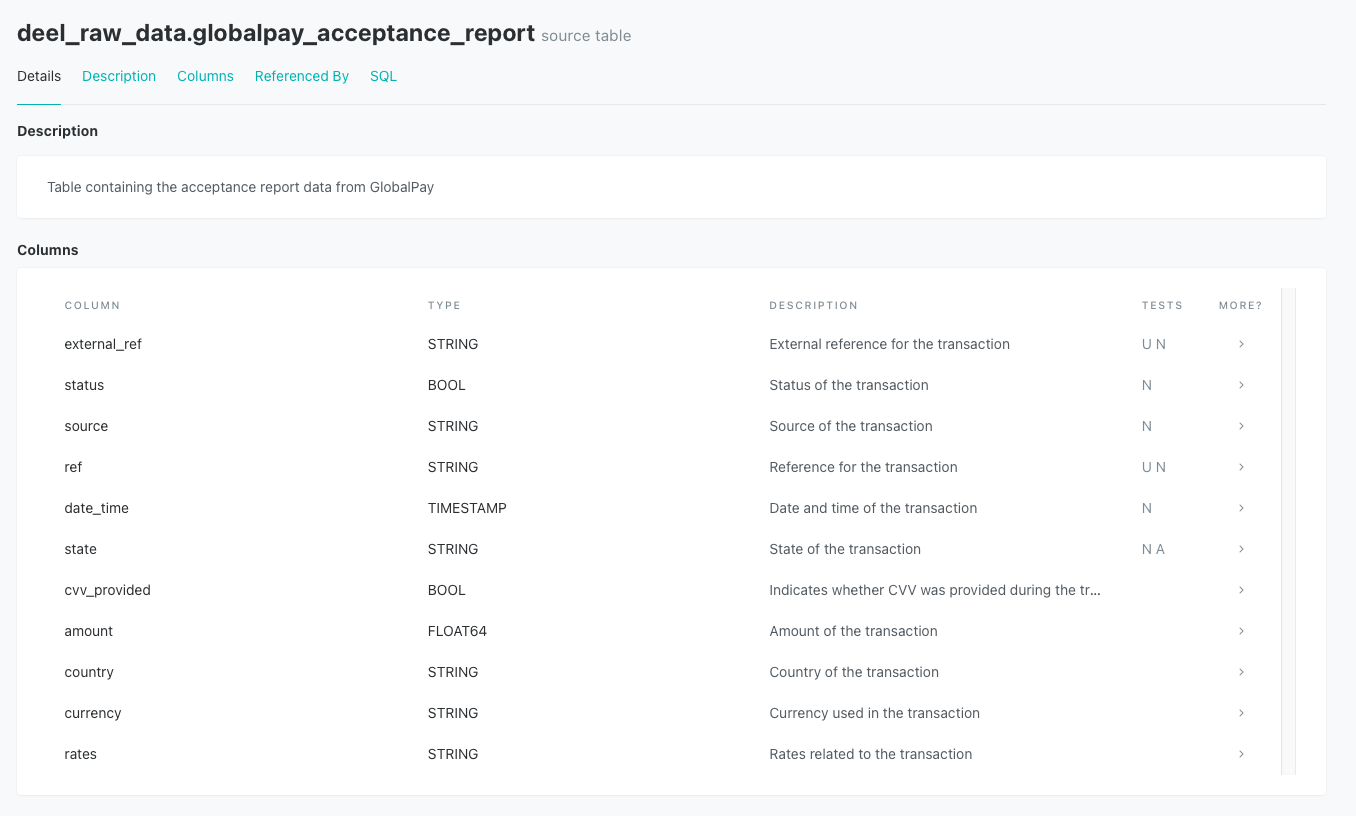 deel_raw_data.globalpay_acceptance_report source table
Details Description Columns Referenced By SQL
Description
Table containing the acceptance report data from GlobalPay
Columns
COLUMN TYPE DESCRIPTION TESTS MORE?
external_ref STRING External reference for the transaction U N
status BOOL Status of the transaction N
source STRING Source of the transaction N
ref STRING Reference for the transaction U N
date_time TIMESTAMP Date and time of the transaction N
state STRING State of the transaction N A
cvv_provided BOOL Indicates whether CVV was provided during the tr...
amount FLOAT64 Amount of the transaction
country STRING Country of the transaction
currency STRING Currency used in the transaction
rates STRING Rates related to the transaction